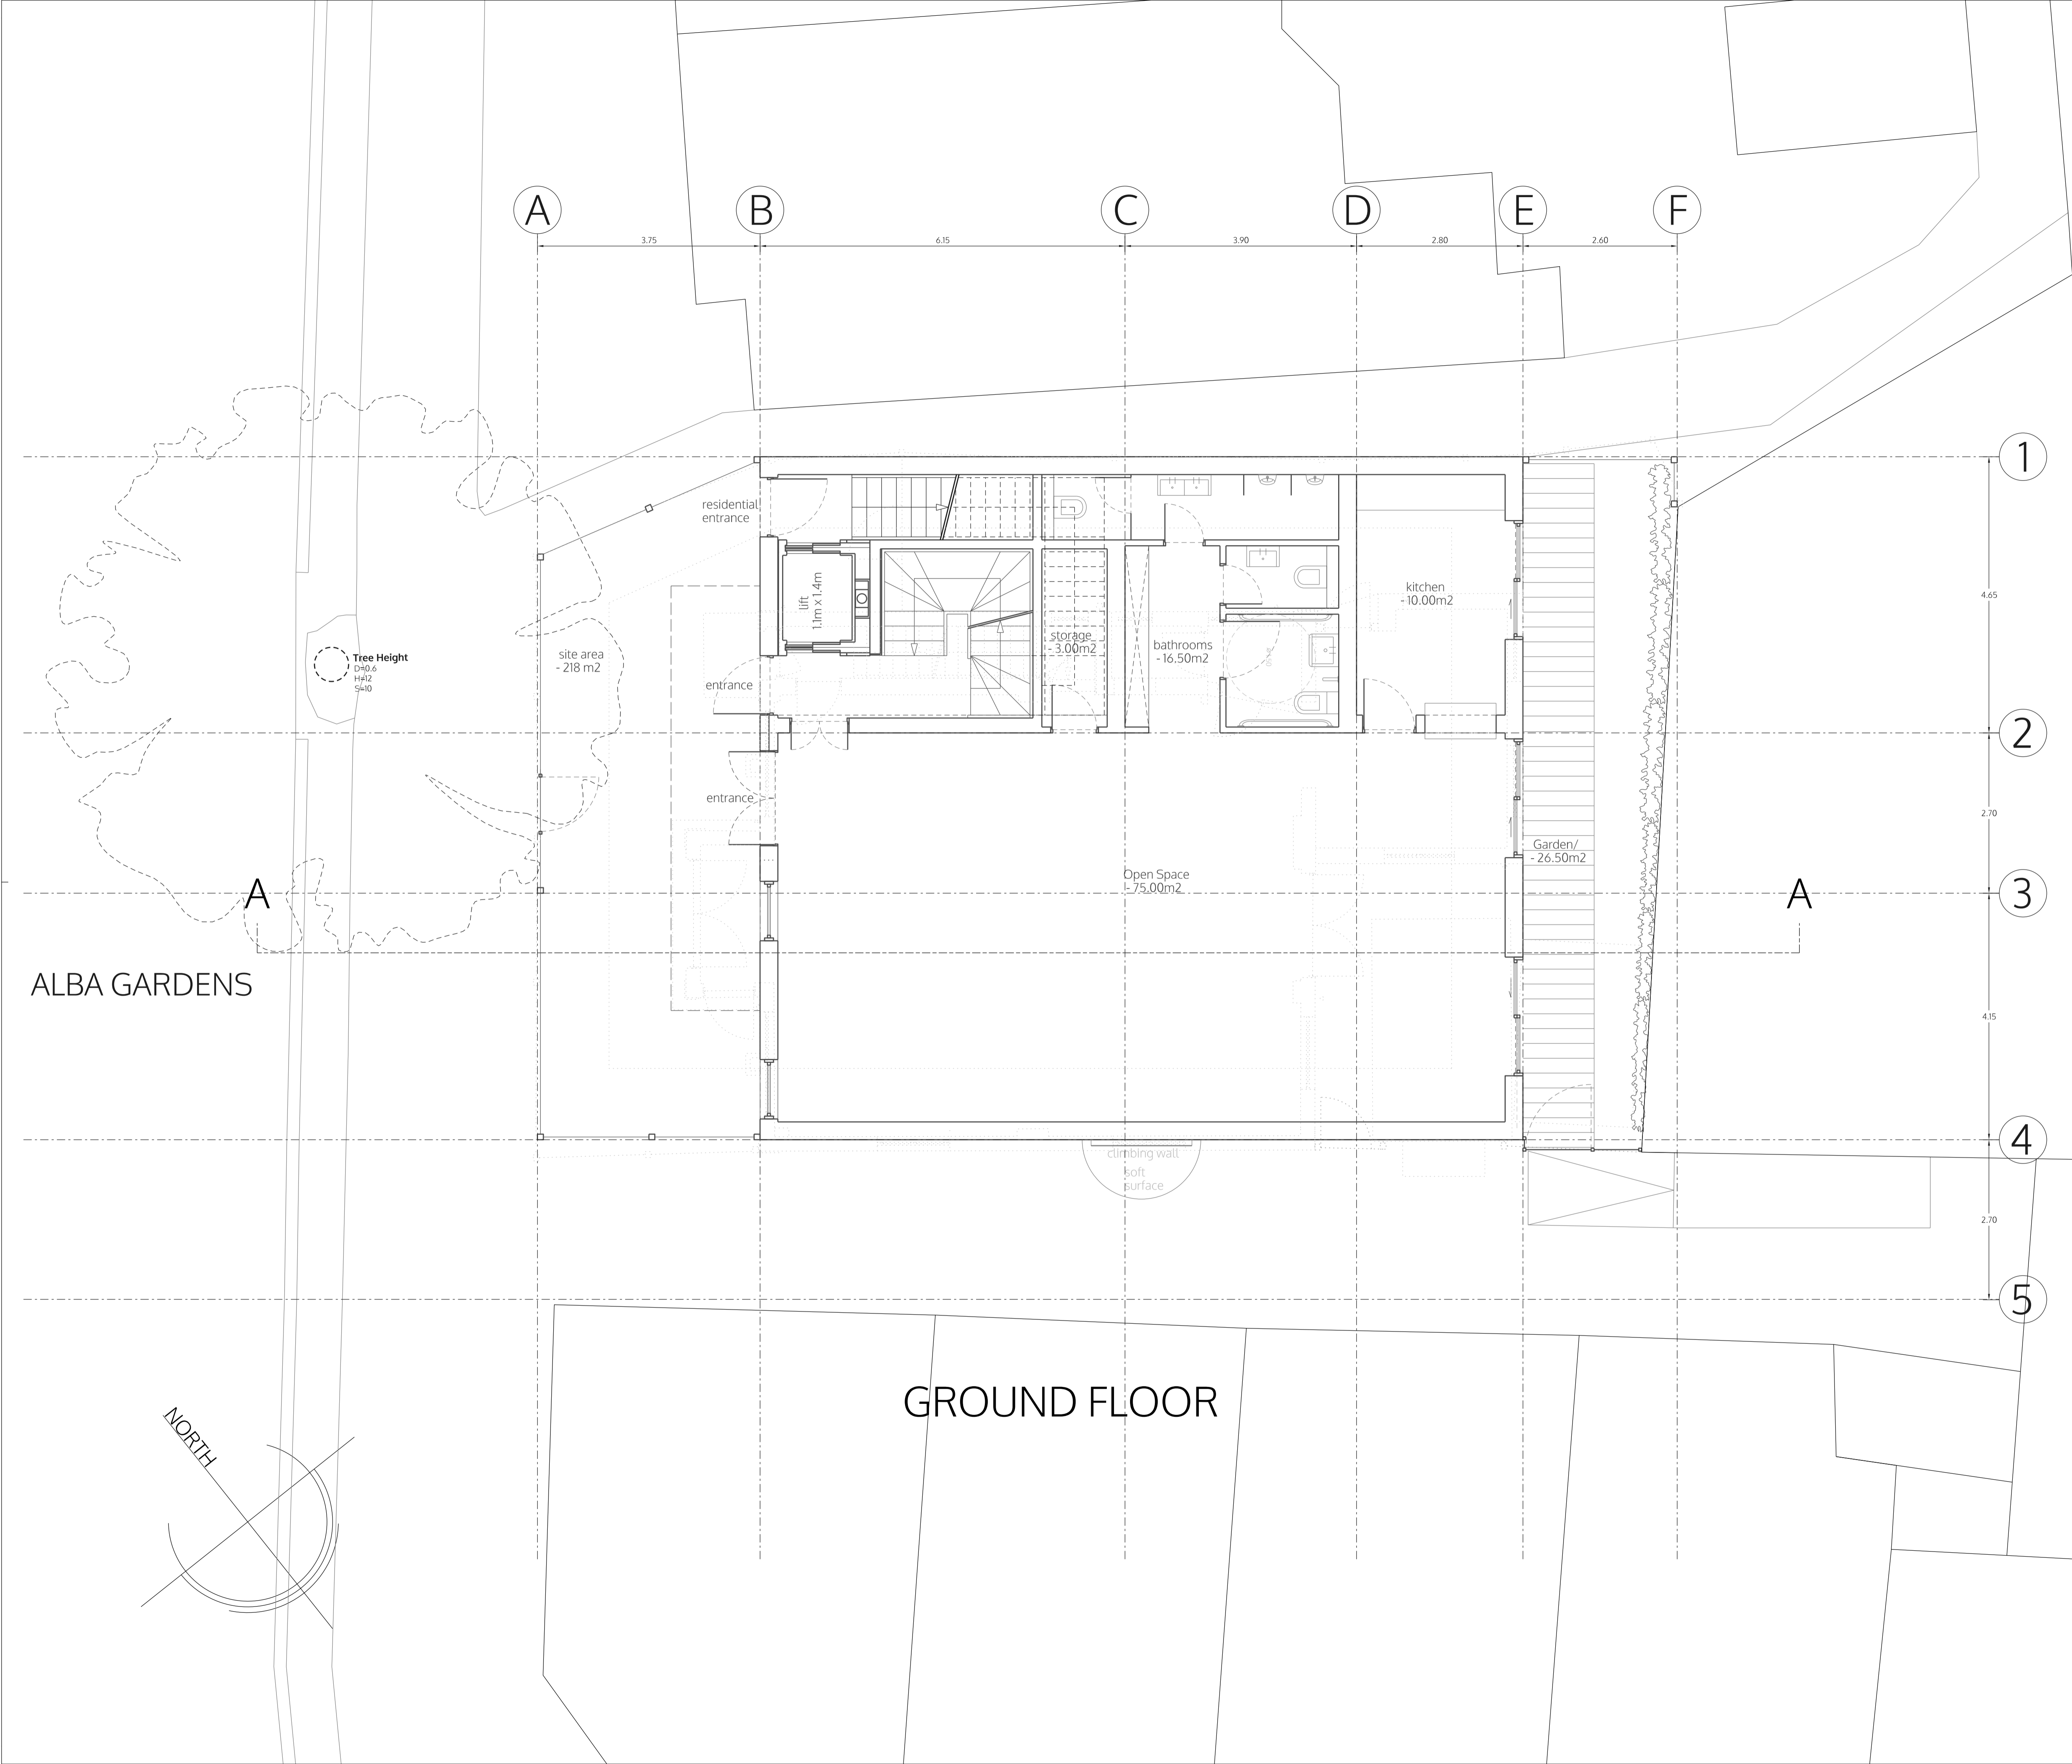 A B C D E F
3.75 6.15 3.90 2.80 2.60
1
residential
entrance
lift
1.1m x 1.4m
kitchen
- 10.00m2
4.65
storage
- 3.00m2
bathrooms
- 16.50m2
site area
- 218 m2
Tree Height
D=0.6
H=12
S=10
entrance
2
entrance
2.70
Garden/
- 26.50m2
Open Space
- 75.00m2
A A
3
ALBA GARDENS
4.15
4
climbing wall
soft
surface
2.70
5
GROUND FLOOR
NORTH